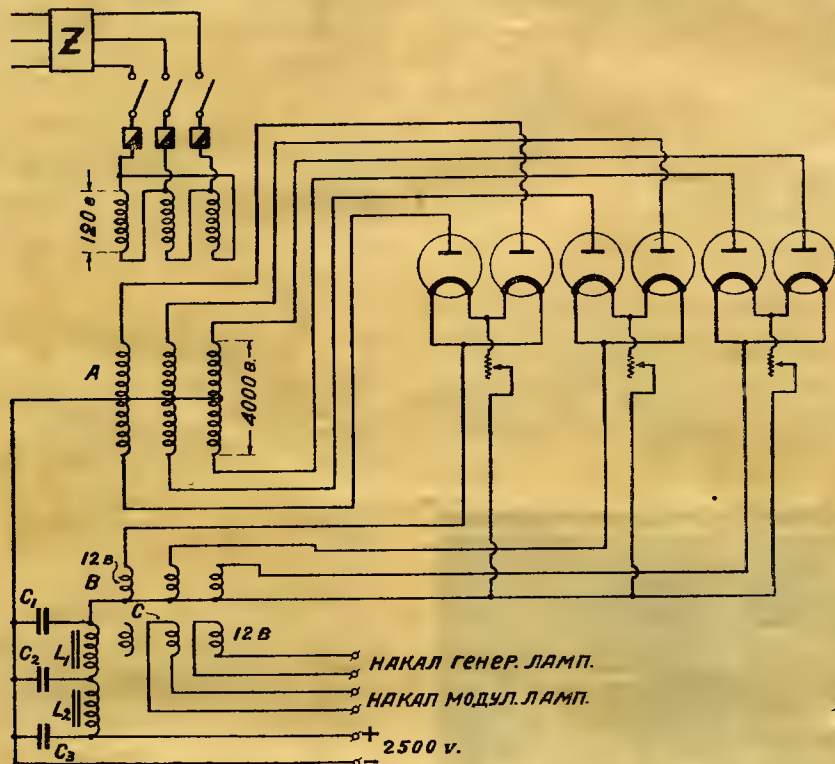 Z
120 в
A
4000 в.
12 в
B
C
12 В
C₁
L₁
C₂
L₂
C₃
НАКАЛ ГЕНЕР. ЛАМП.
НАКАЛ МОДУЛ. ЛАМП.
+ 2500 v.
−